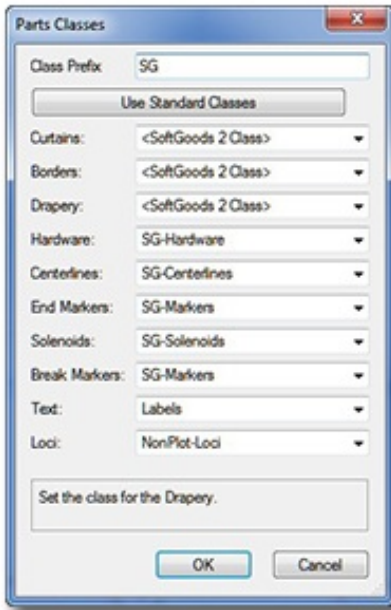 Parts Classes
Class Prefix SG
Use Standard Classes
Curtains: <SoftGoods 2 Class>
Borders: <SoftGoods 2 Class>
Drapery: <SoftGoods 2 Class>
Hardware: SG-Hardware
Centerlines: SG-Centerlines
End Markers: SG-Markers
Solenoids: SG-Solenoids
Break Markers: SG-Markers
Text: Labels
Loci: NonPlot-Loci
Set the class for the Drapery.
OK Cancel